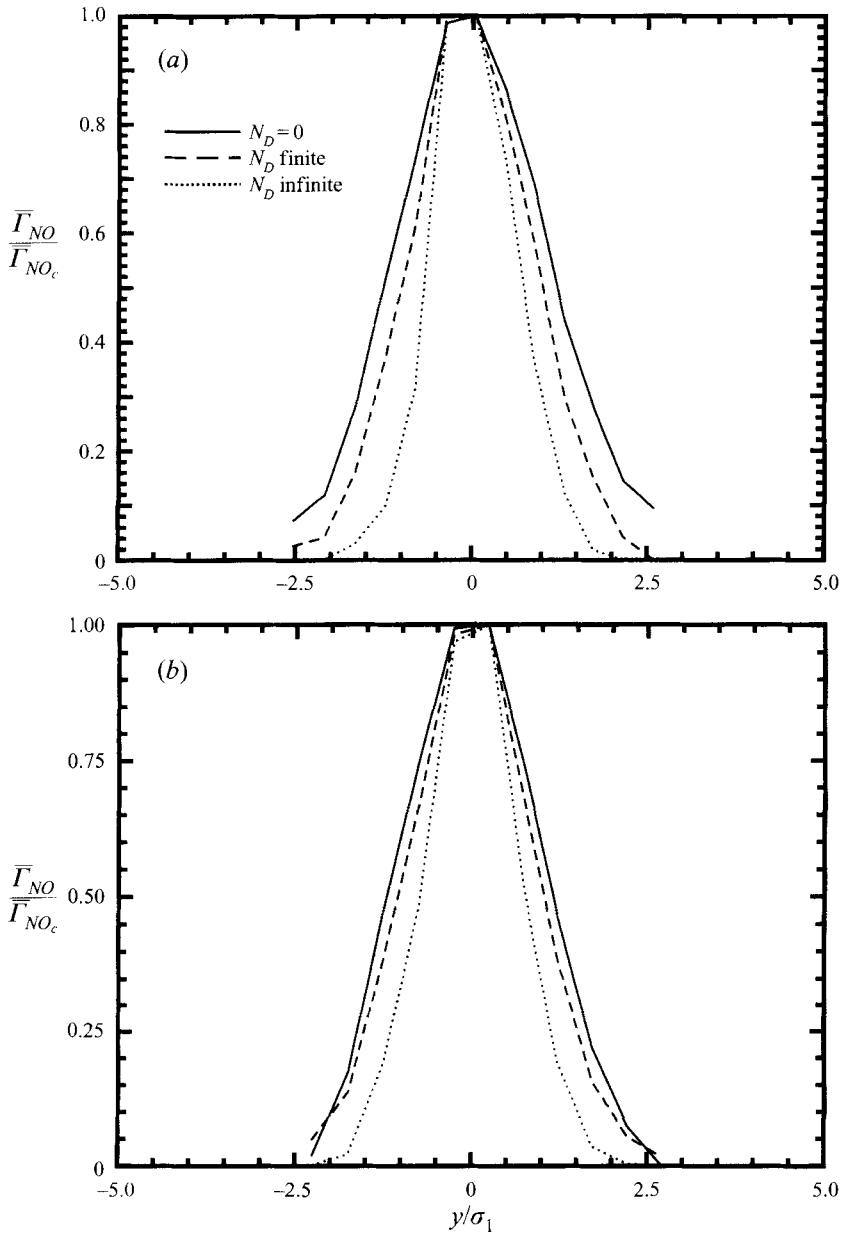 1.0
(a)
N_D = 0
N_D finite
N_D infinite
0.8
0.6
Γ̅_NO
Γ̿_NO_c
0.4
0.2
0
−5.0 −2.5 0 2.5 5.0
1.00
(b)
0.75
Γ̅_NO
Γ̿_NO_c
0.50
0.25
0
−5.0 −2.5 0 2.5 5.0
y/σ_1